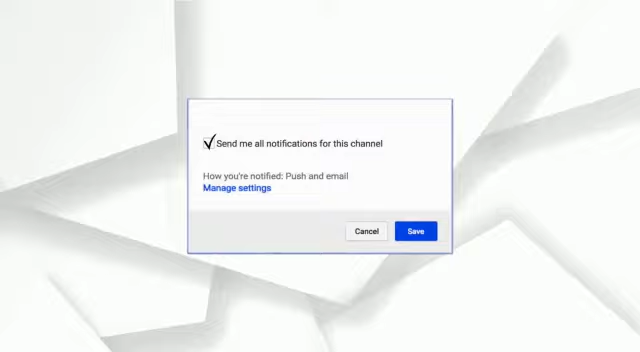 Send me all notifications for this channel
How you're notified: Push and email
Manage settings
Cancel
Save